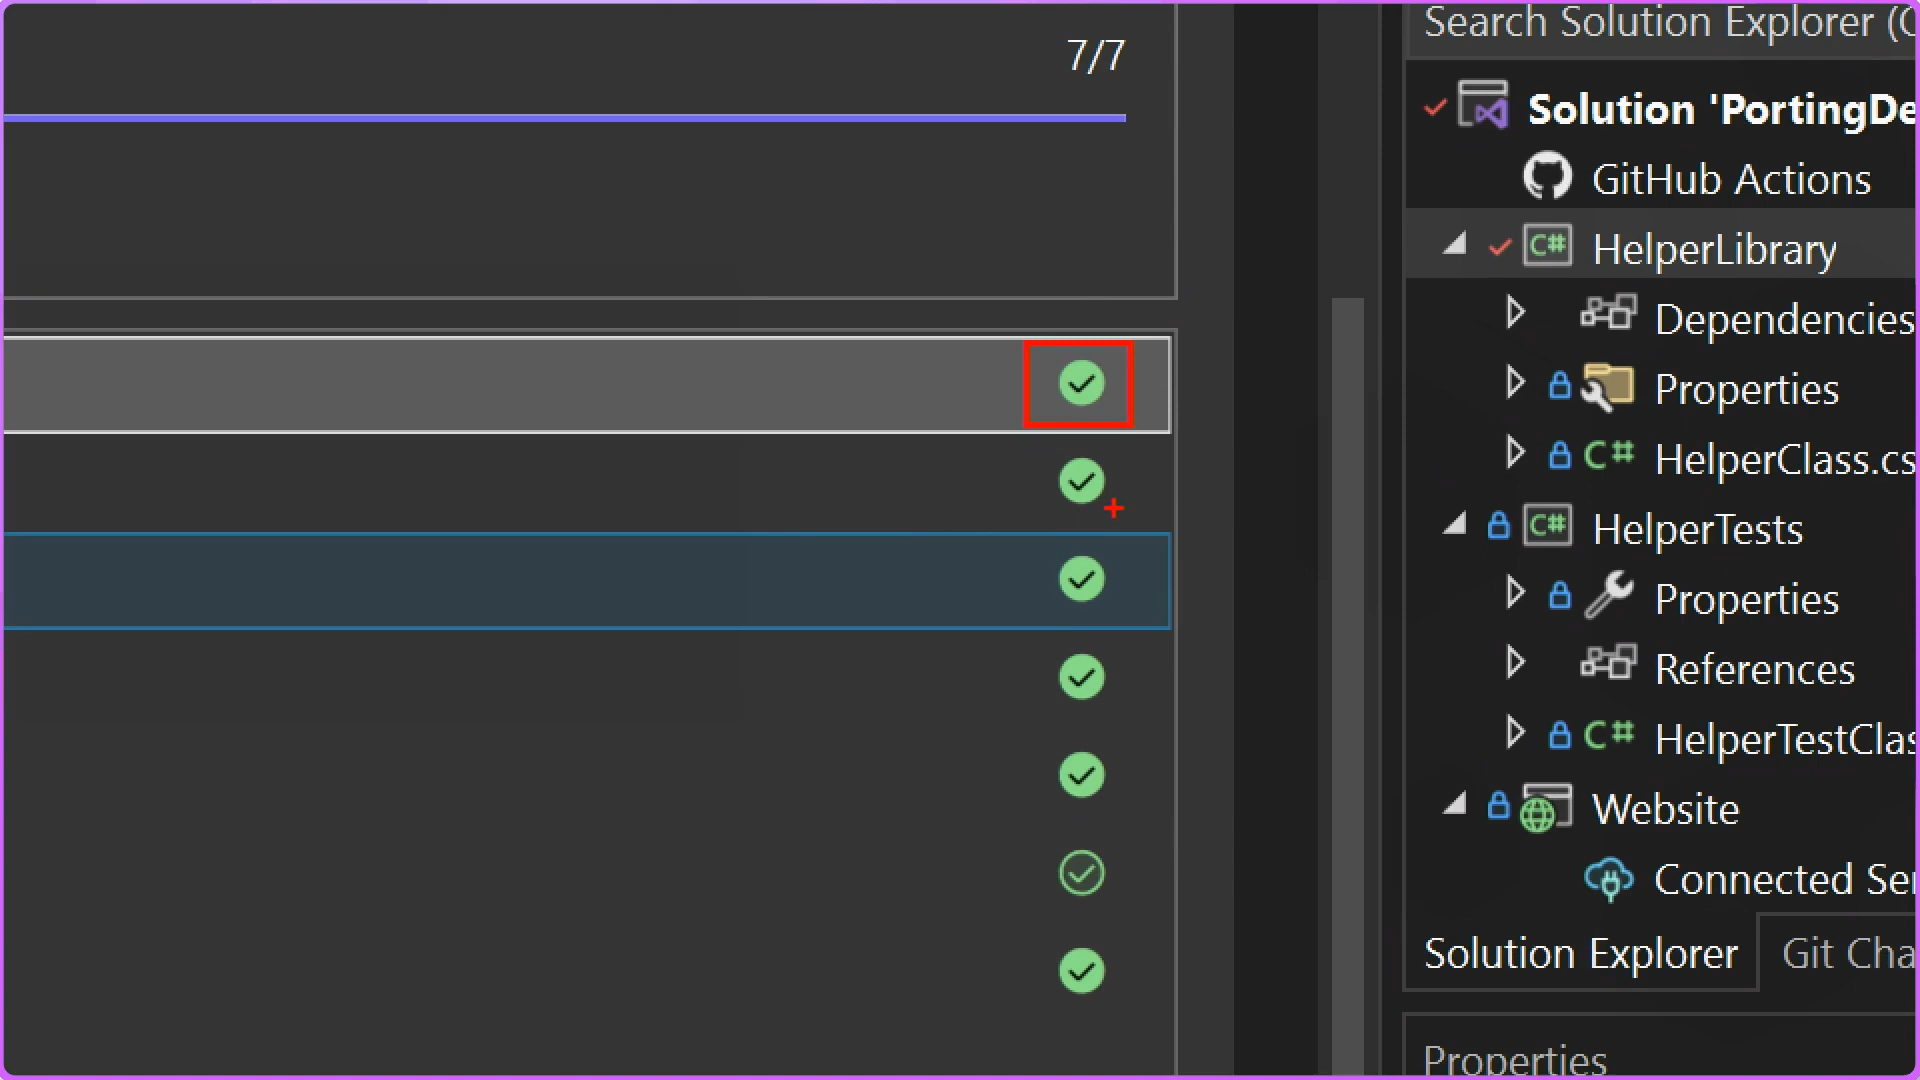 7/7
Search Solution Explorer (C
Solution 'PortingDe
GitHub Actions
C# HelperLibrary
Dependencies
Properties
C# HelperClass.cs
C# HelperTests
Properties
References
C# HelperTestClas
Website
Connected Ser
Solution Explorer Git Cha
Properties